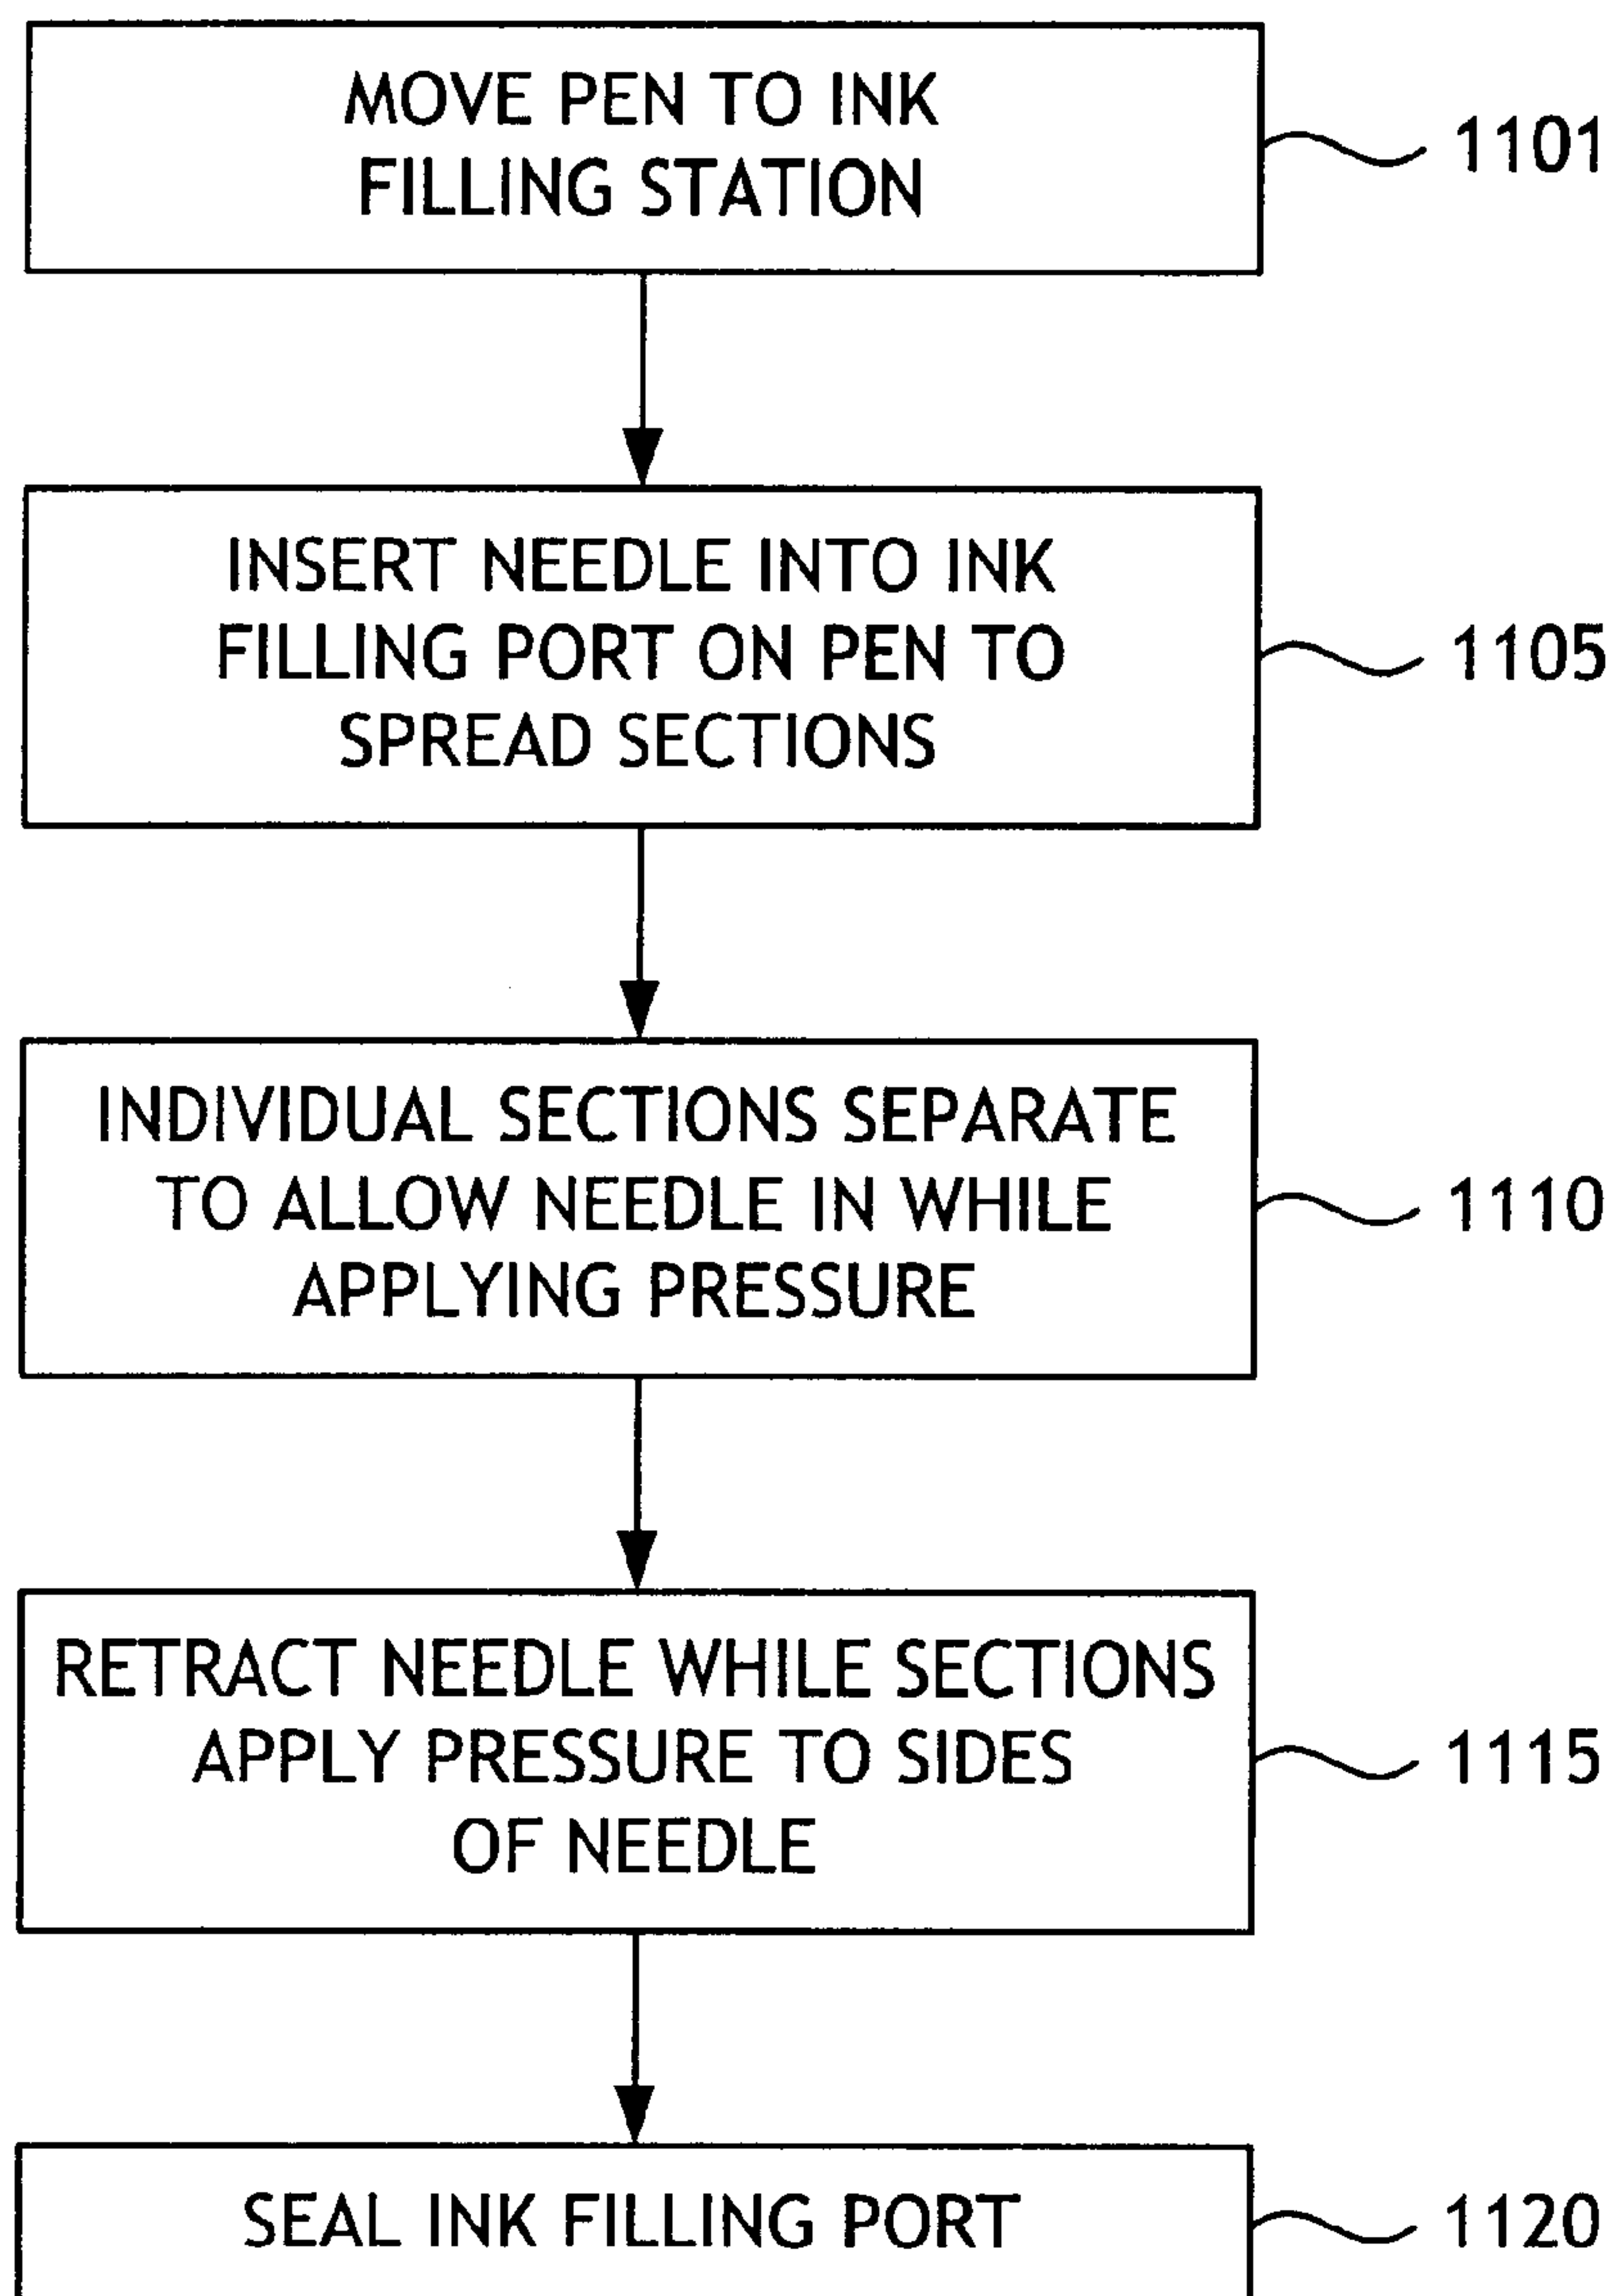 MOVE PEN TO INK
FILLING STATION
1101
INSERT NEEDLE INTO INK
FILLING PORT ON PEN TO
SPREAD SECTIONS
1105
INDIVIDUAL SECTIONS SEPARATE
TO ALLOW NEEDLE IN WHILE
APPLYING PRESSURE
1110
RETRACT NEEDLE WHILE SECTIONS
APPLY PRESSURE TO SIDES
OF NEEDLE
1115
SEAL INK FILLING PORT
1120